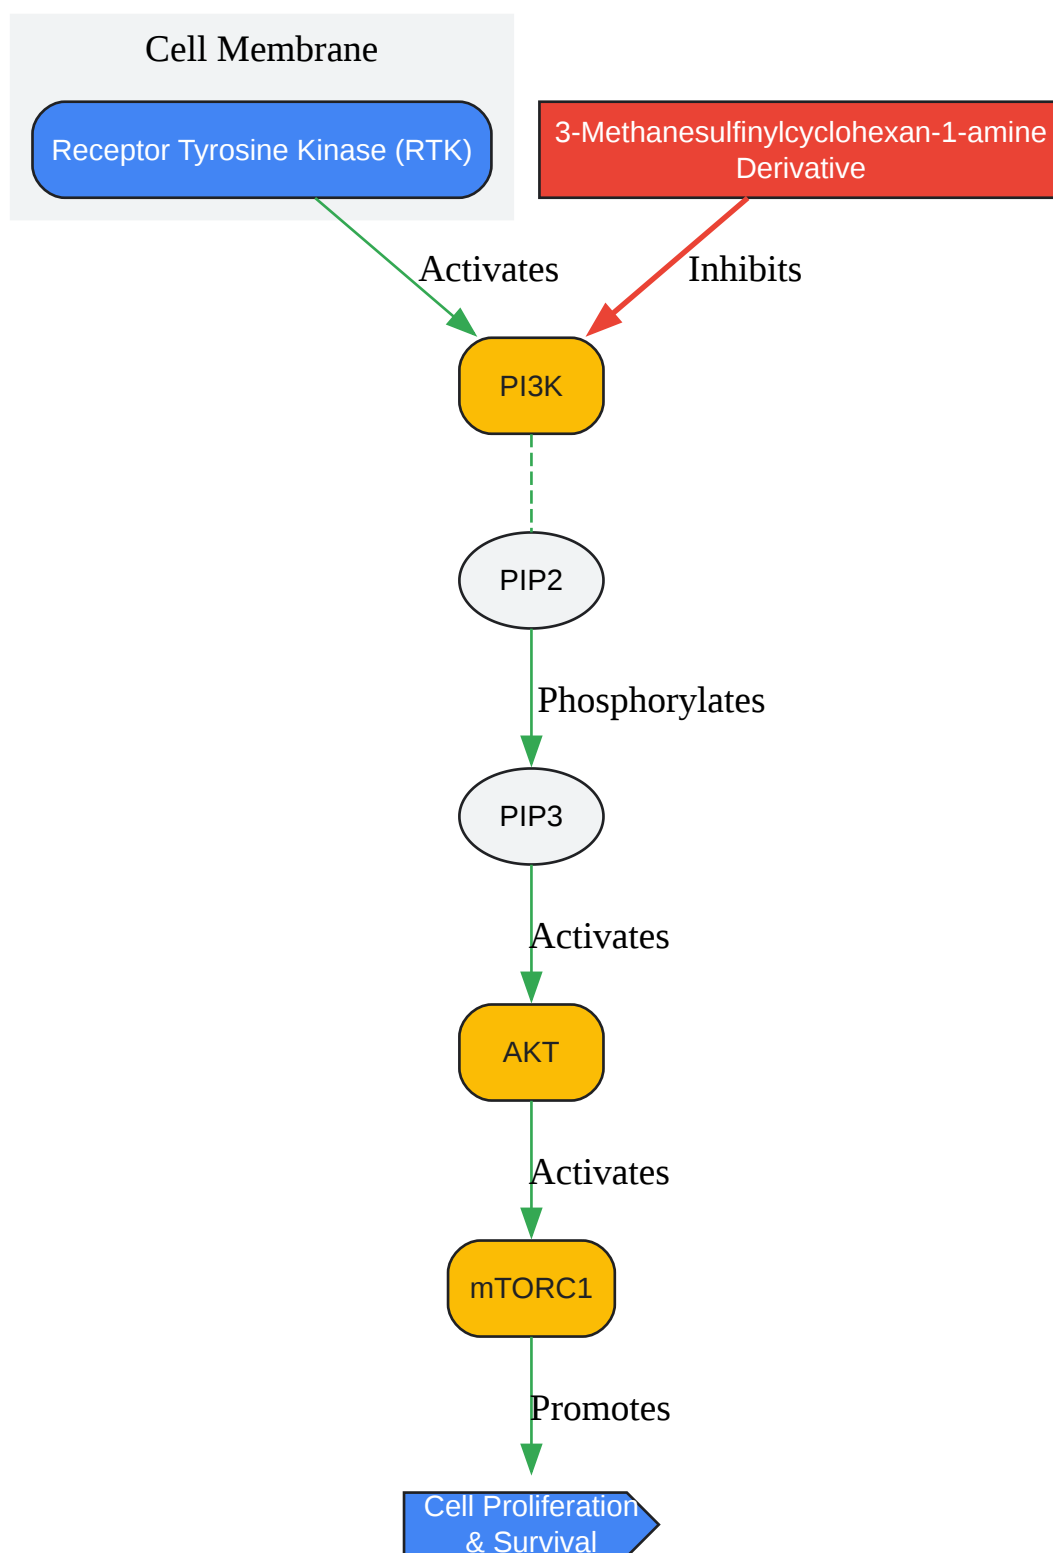 Cell Membrane
Receptor Tyrosine Kinase (RTK)
3-Methanesulfinylcyclohexan-1-amine
Derivative
Activates
Inhibits
PI3K
PIP2
Phosphorylates
PIP3
Activates
AKT
Activates
mTORC1
Promotes
Cell Proliferation
& Survival